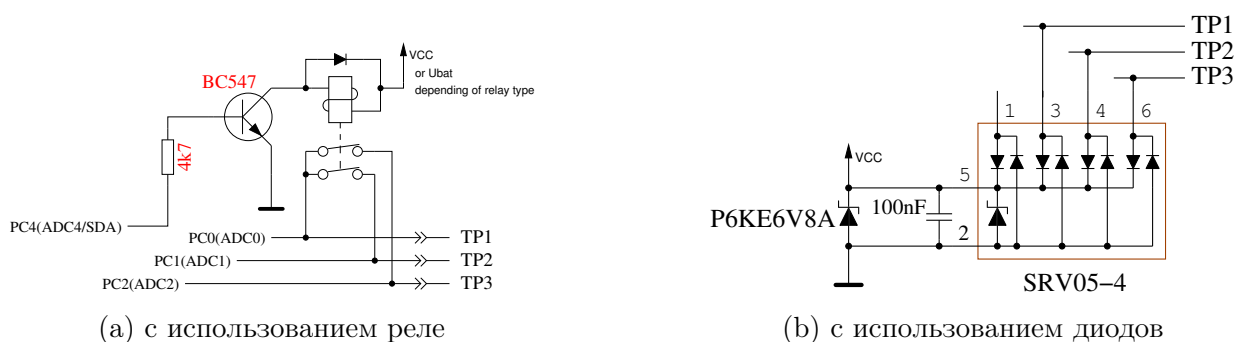 BC547
VCC
or Ubat
depending of relay type
4k7
PC4(ADC4/SDA)
PC0(ADC0)
TP1
PC1(ADC1)
TP2
PC2(ADC2)
TP3
(a) с использованием реле
TP1
TP2
TP3
1
3
4
6
VCC
5
P6KE6V8A
100nF
2
SRV05−4
(b) с использованием диодов